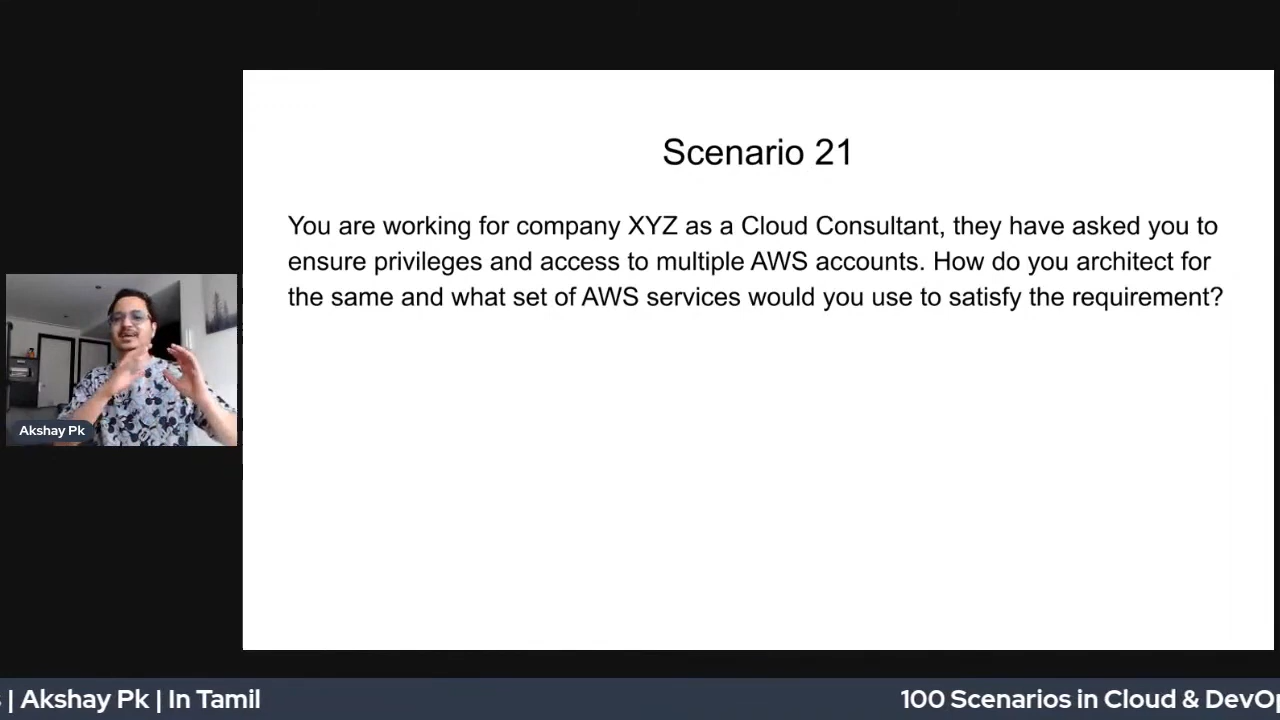 Scenario 21
You are working for company XYZ as a Cloud Consultant, they have asked you to
ensure privileges and access to multiple AWS accounts. How do you architect for
the same and what set of AWS services would you use to satisfy the requirement?
Akshay Pk
| Akshay Pk | In Tamil
100 Scenarios in Cloud &